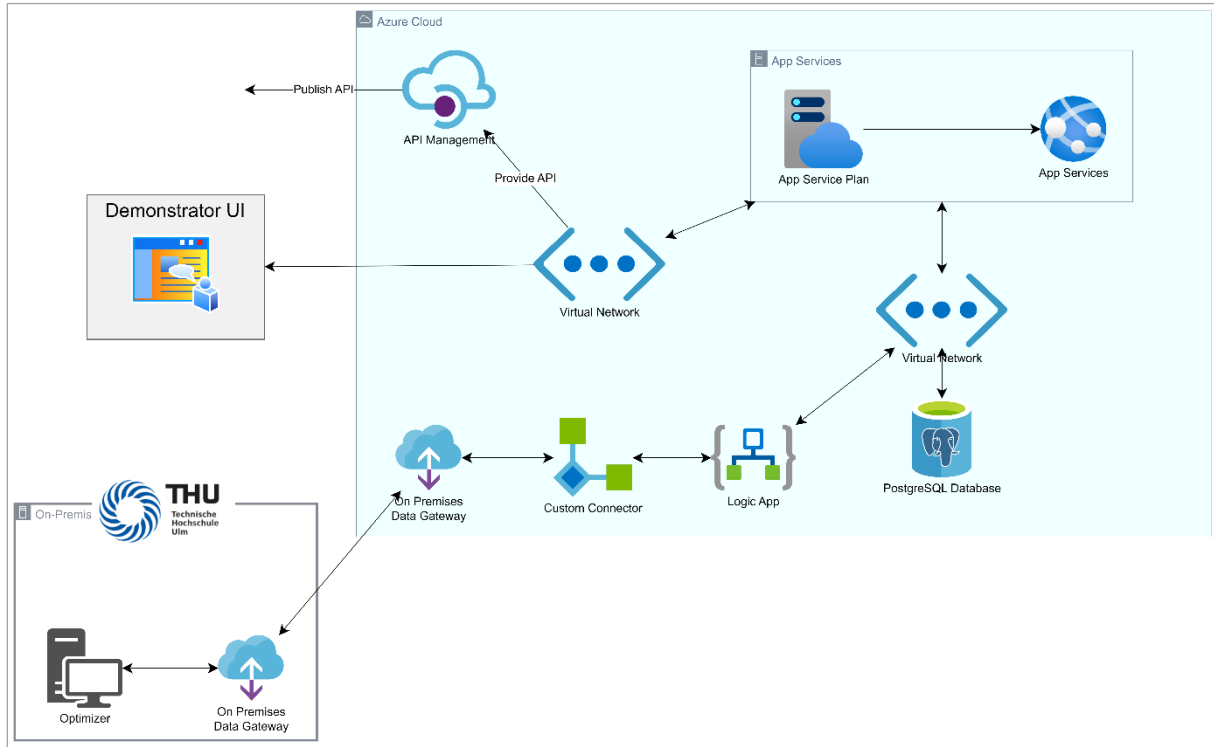 Azure Cloud
App Services
Publish API
API Management
App Service Plan
App Services
Provide API
Demonstrator UI
Virtual Network
Virtual Network
On Premises
Data Gateway
Custom Connector
Logic App
PostgreSQL Database
On-Premis
THU
Technische
Hochschule
Ulm
Optimizer
On Premises
Data Gateway